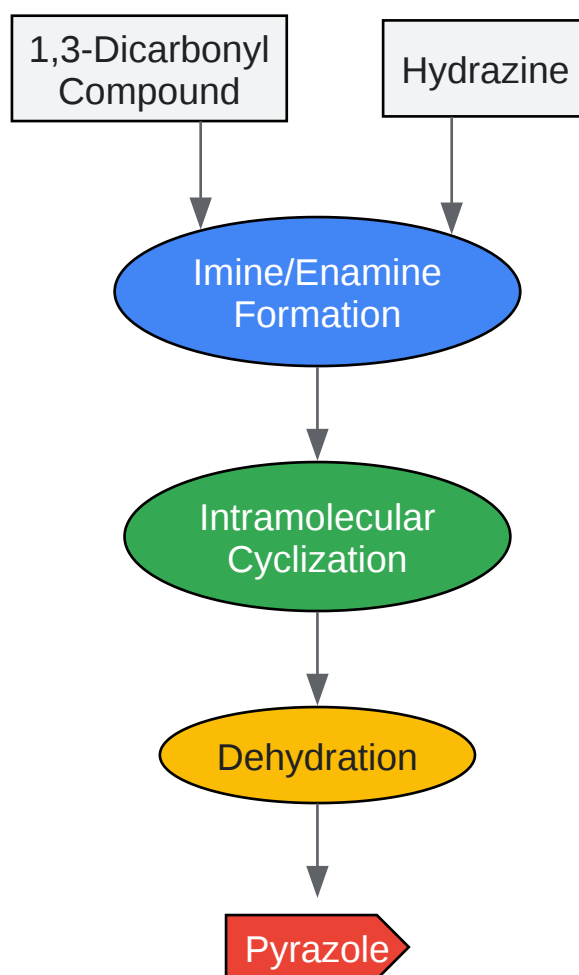 1,3-Dicarbonyl
Compound
Hydrazine
Imine/Enamine
Formation
Intramolecular
Cyclization
Dehydration
Pyrazole